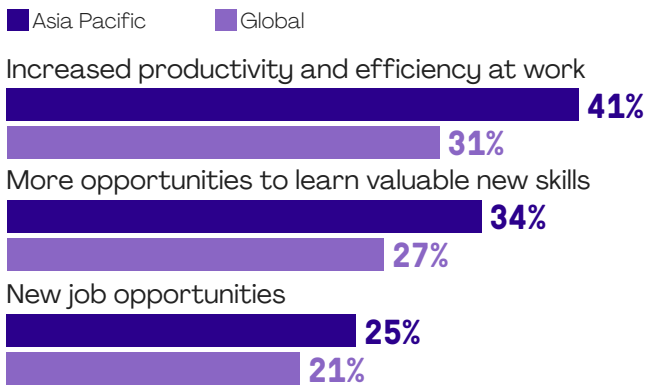 Asia Pacific Global
Increased productivity and efficiency at work
41%
31%
More opportunities to learn valuable new skills
34%
27%
New job opportunities
25%
21%